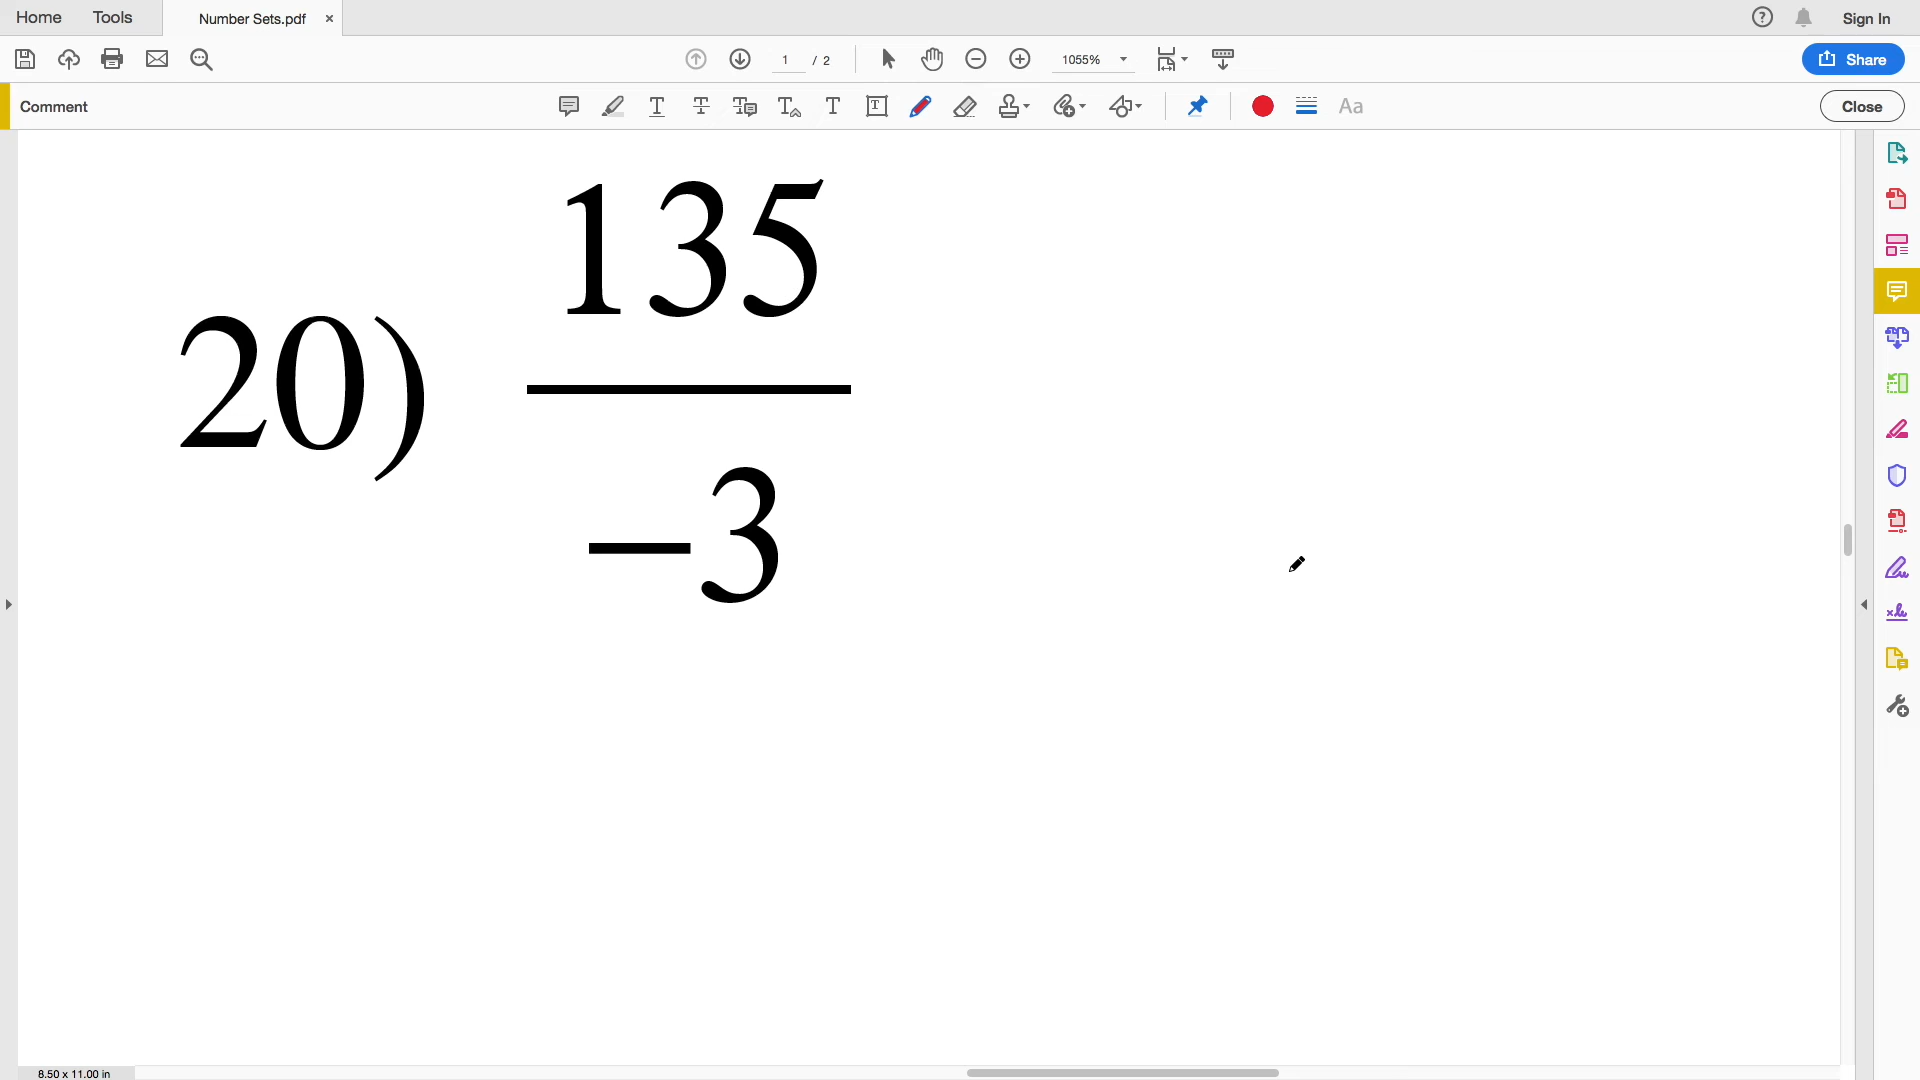 Home Tools Number Sets.pdf × Sign In
1 / 2 1055% Share
Comment Aa Close
135
20)
−3
8.50 x 11.00 in